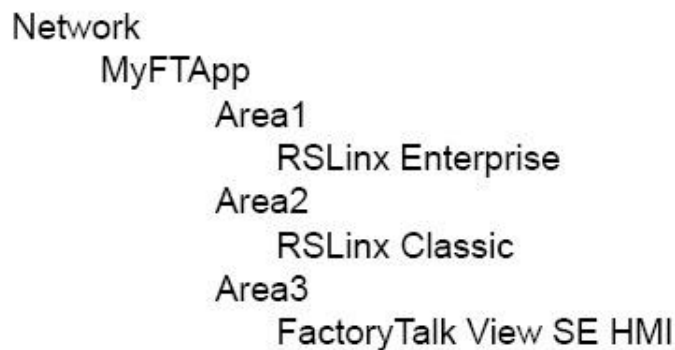 Network
MyFTApp
Area1
RSLinx Enterprise
Area2
RSLinx Classic
Area3
FactoryTalk View SE HMI